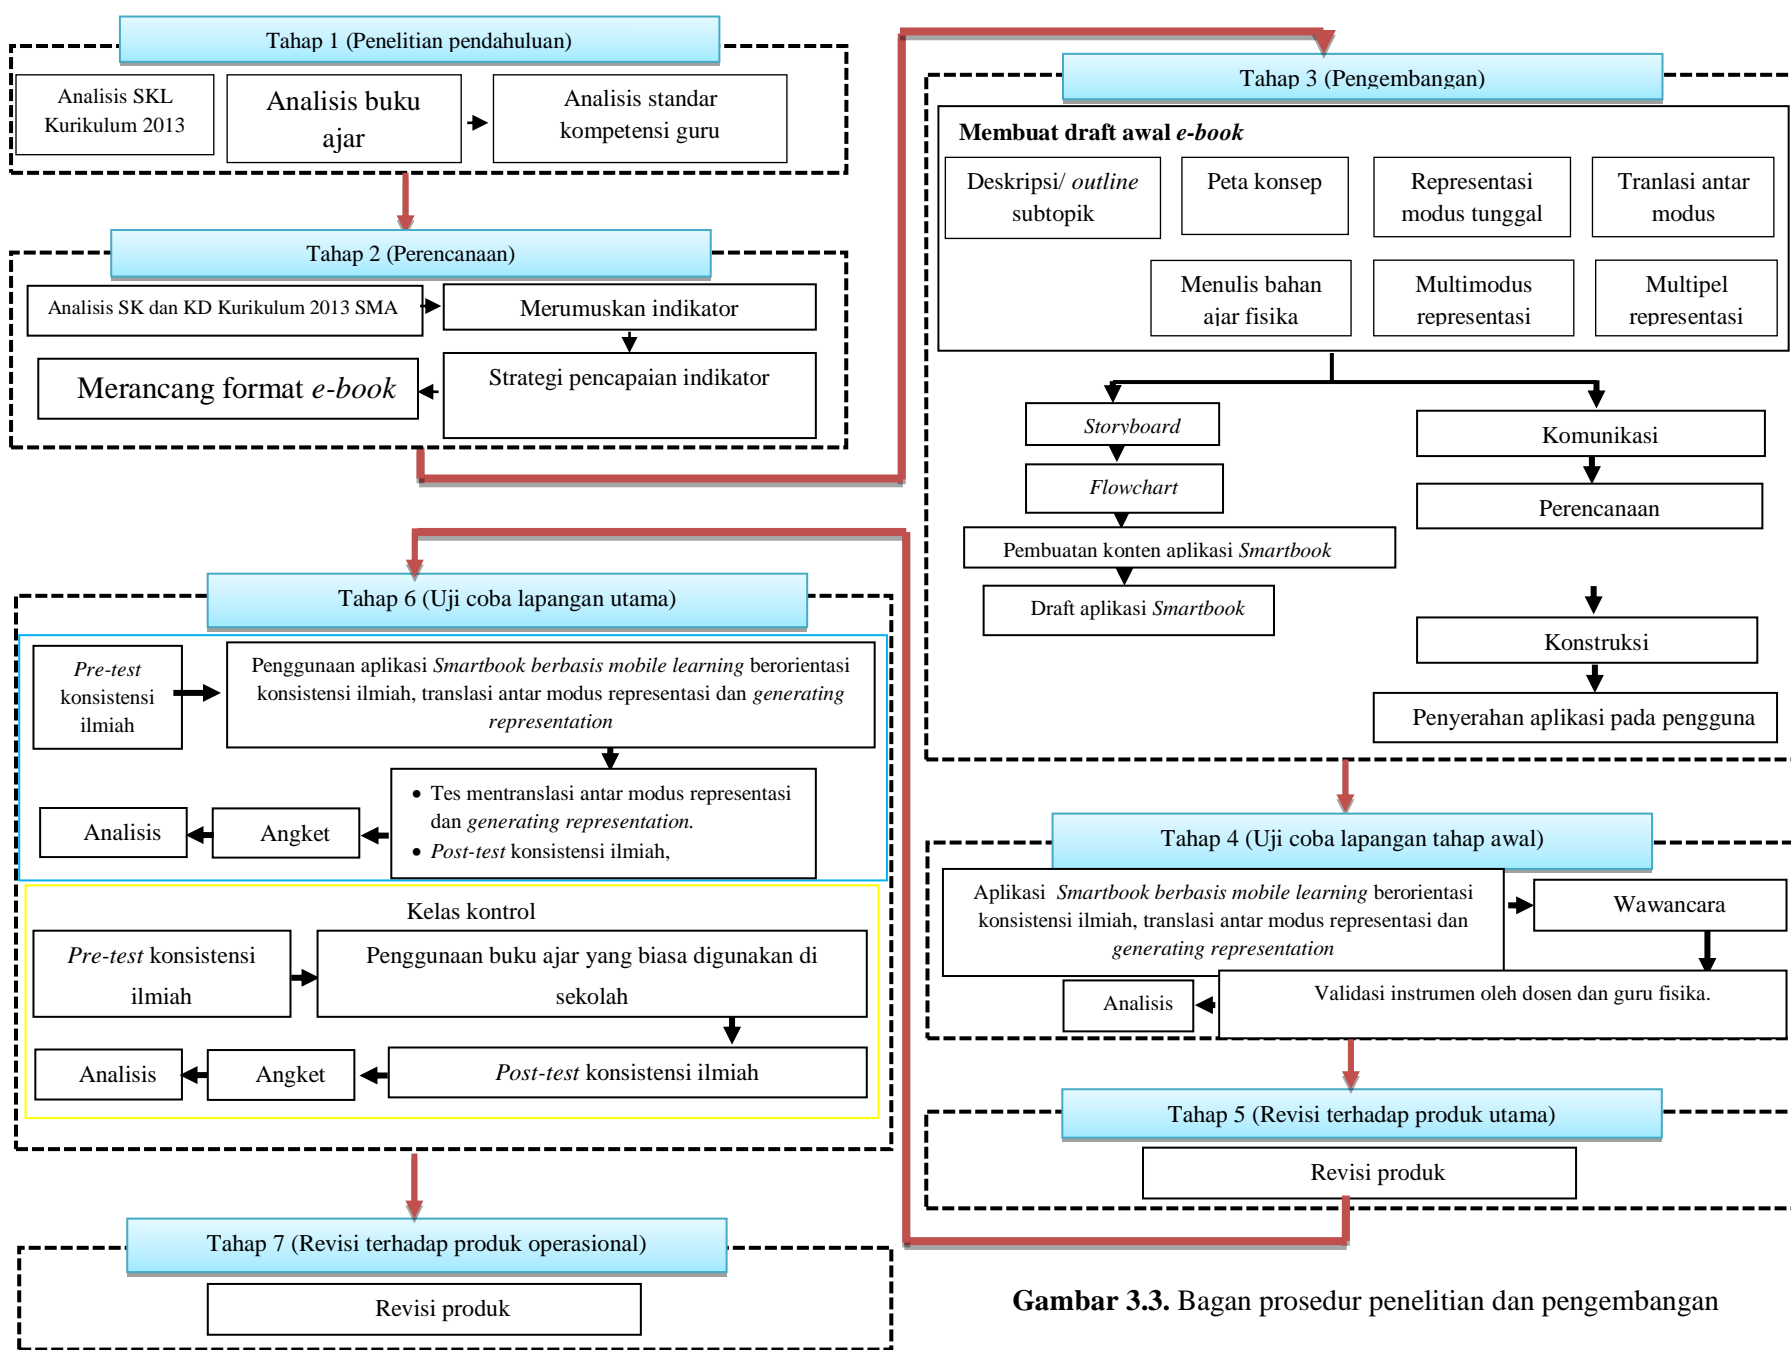 Tahap 1 (Penelitian pendahuluan)
Analisis SKL
Kurikulum 2013
Analisis buku
ajar
Analisis standar
kompetensi guru
Tahap 2 (Perencanaan)
Analisis SK dan KD Kurikulum 2013 SMA
Merumuskan indikator
Strategi pencapaian indikator
Merancang format e-book
Tahap 3 (Pengembangan)
Membuat draft awal e-book
Deskripsi/ outline
subtopik
Peta konsep
Representasi
modus tunggal
Tranlasi antar
modus
Menulis bahan
ajar fisika
Multimodus
representasi
Multipel
representasi
Storyboard
Flowchart
Pembuatan konten aplikasi Smartbook
Draft aplikasi Smartbook
Komunikasi
Perencanaan
Konstruksi
Penyerahan aplikasi pada pengguna
Tahap 4 (Uji coba lapangan tahap awal)
Aplikasi Smartbook berbasis mobile learning berorientasi
konsistensi ilmiah, translasi antar modus representasi dan
generating representation
Wawancara
Validasi instrumen oleh dosen dan guru fisika.
Analisis
Tahap 5 (Revisi terhadap produk utama)
Revisi produk
Tahap 6 (Uji coba lapangan utama)
Pre-test
konsistensi
ilmiah
Penggunaan aplikasi Smartbook berbasis mobile learning berorientasi
konsistensi ilmiah, translasi antar modus representasi dan generating
representation
• Tes mentranslasi antar modus representasi
dan generating representation.
• Post-test konsistensi ilmiah,
Angket
Analisis
Kelas kontrol
Pre-test konsistensi
ilmiah
Penggunaan buku ajar yang biasa digunakan di
sekolah
Post-test konsistensi ilmiah
Angket
Analisis
Tahap 7 (Revisi terhadap produk operasional)
Revisi produk
Gambar 3.3. Bagan prosedur penelitian dan pengembangan